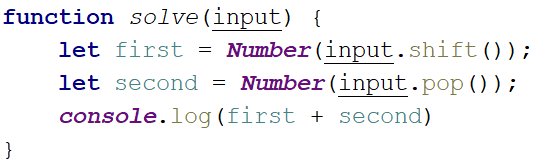 function solve(input) {
    let first = Number(input.shift());
    let second = Number(input.pop());
    console.log(first + second)
}